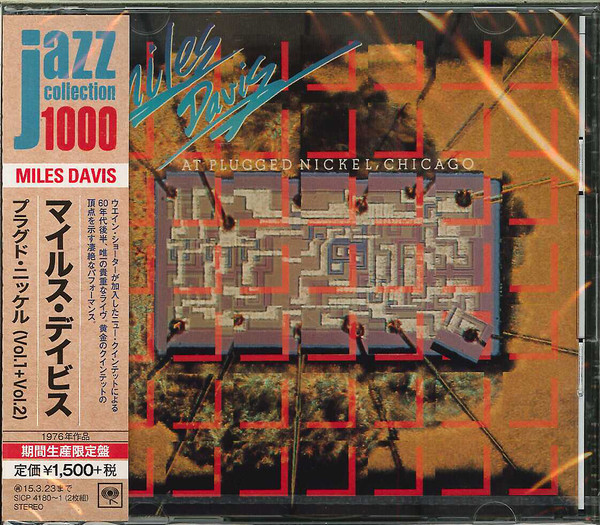 jazz
collection
1000
MILES DAVIS
マイルス・デイビス
プラグド・ニッケル (Vol.1+Vol.2)
ウエイン・ショーターが加入したニュー・クインテットによる
60年代後半、唯一の貴重なライヴ。黄金のクインテットの
頂点を示す凄絶なパフォーマンス。
1976年作品
期間生産限定盤
定価¥1,500+税
15.3.23まで
SICP 4180~1 (2枚組)
STEREO
Miles
Davis
AT PLUGGED NICKEL, CHICAGO